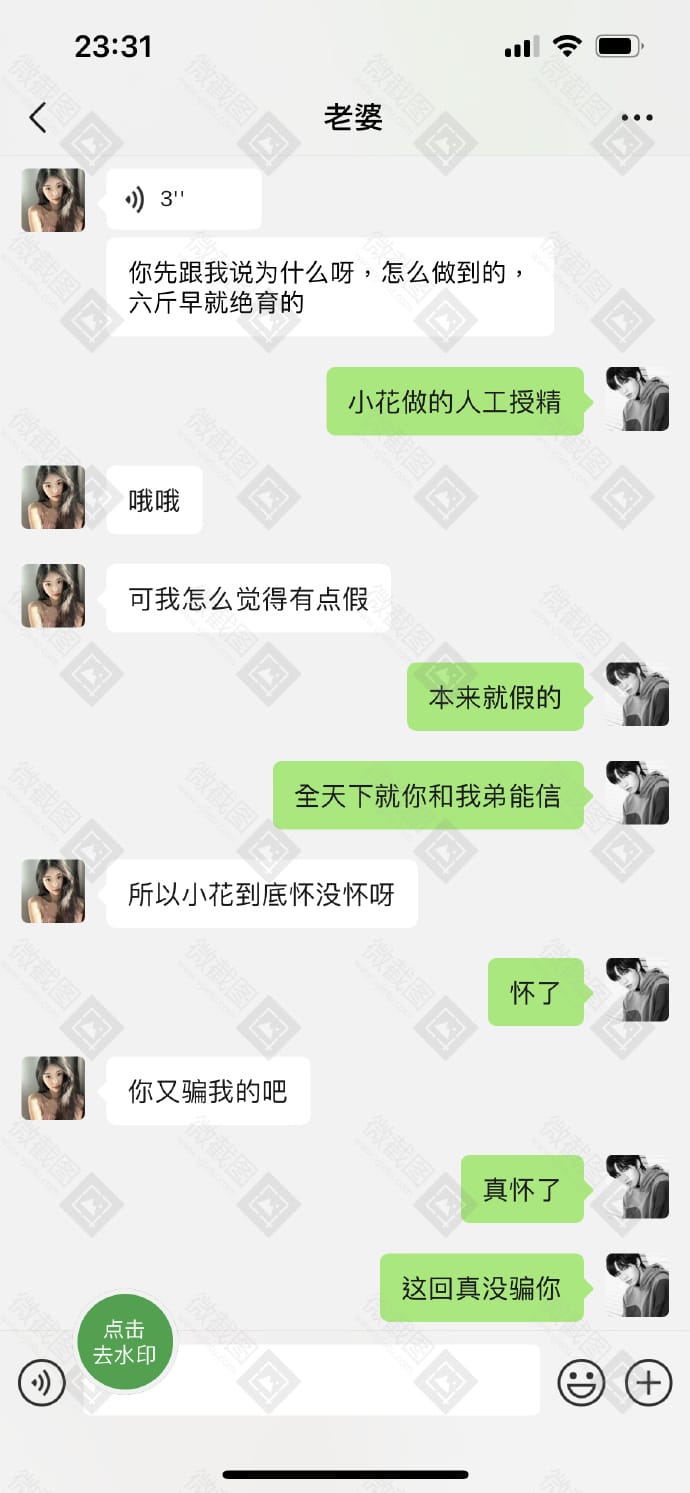 23:31
老婆
3''
你先跟我说为什么呀，怎么做到的，
六斤早就绝育的
小花做的人工授精
哦哦
可我怎么觉得有点假
本来就假的
全天下就你和我弟能信
所以小花到底怀没怀呀
怀了
你又骗我的吧
真怀了
这回真没骗你
点击
去水印
微截图